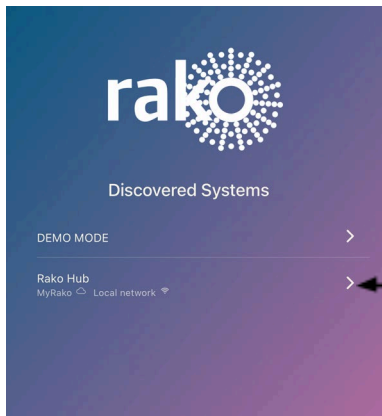 rako
Discovered Systems
DEMO MODE
Rako Hub
MyRako Local network